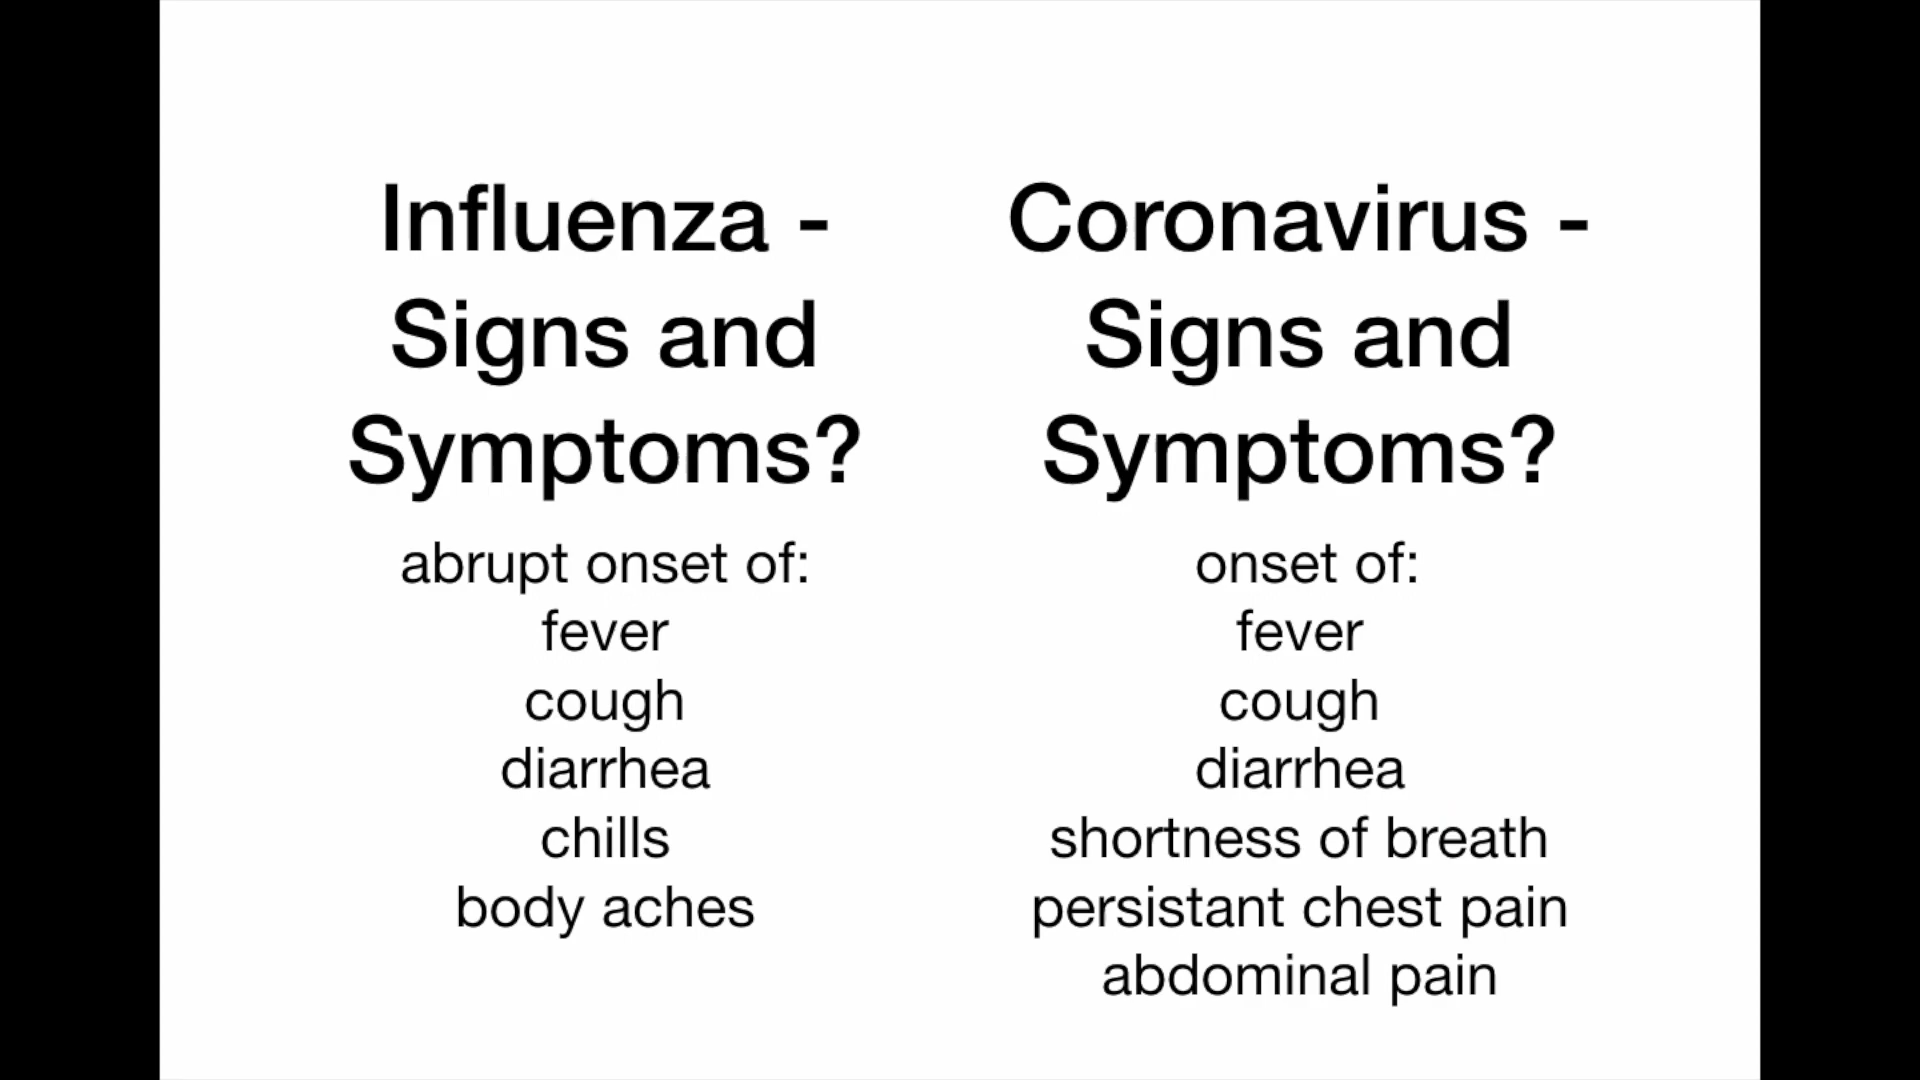 Influenza -
Signs and
Symptoms?
abrupt onset of:
fever
cough
diarrhea
chills
body aches
Coronavirus -
Signs and
Symptoms?
onset of:
fever
cough
diarrhea
shortness of breath
persistant chest pain
abdominal pain